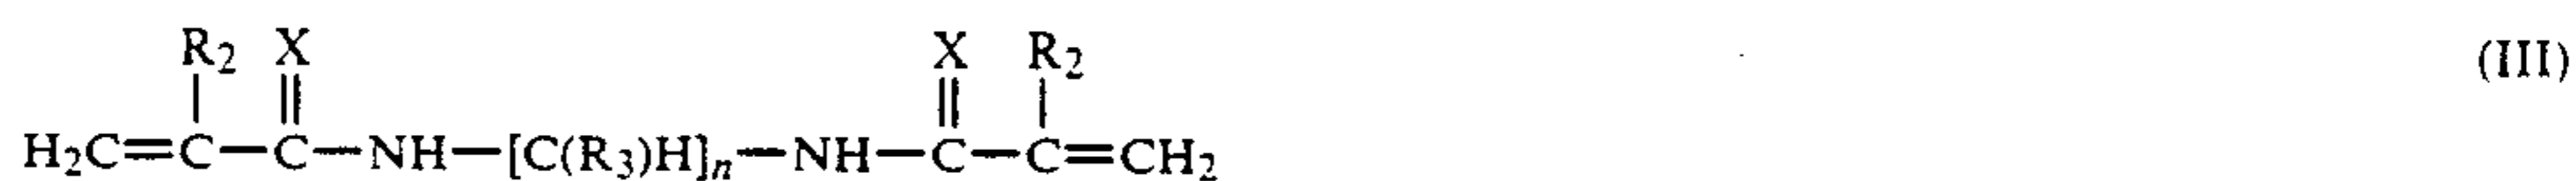 R₂ X X R₂ (III)
H₂C=C—C—NH—[C(R₃)H]ₙ—NH—C—C=CH₂